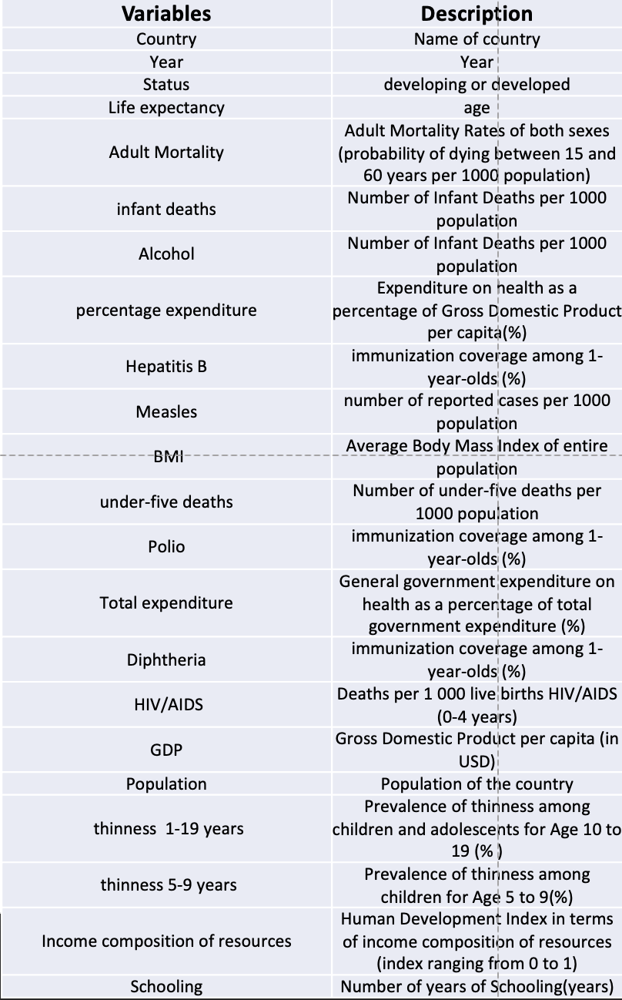 Variables Description
Country Name of country
Year Year
Status developing or developed
Life expectancy age
Adult Mortality Adult Mortality Rates of both sexes
(probability of dying between 15 and
60 years per 1000 population)
infant deaths Number of Infant Deaths per 1000
population
Alcohol Number of Infant Deaths per 1000
population
percentage expenditure Expenditure on health as a
percentage of Gross Domestic Product
per capita(%)
Hepatitis B immunization coverage among 1-
year-olds (%)
Measles number of reported cases per 1000
population
BMI Average Body Mass Index of entire
population
under-five deaths Number of under-five deaths per
1000 population
Polio immunization coverage among 1-
year-olds (%)
Total expenditure General government expenditure on
health as a percentage of total
government expenditure (%)
Diphtheria immunization coverage among 1-
year-olds (%)
HIV/AIDS Deaths per 1 000 live births HIV/AIDS
(0-4 years)
GDP Gross Domestic Product per capita (in
USD)
Population Population of the country
thinness  1-19 years Prevalence of thinness among
children and adolescents for Age 10 to
19 (% )
thinness 5-9 years Prevalence of thinness among
children for Age 5 to 9(%)
Income composition of resources Human Development Index in terms
of income composition of resources
(index ranging from 0 to 1)
Schooling Number of years of Schooling(years)